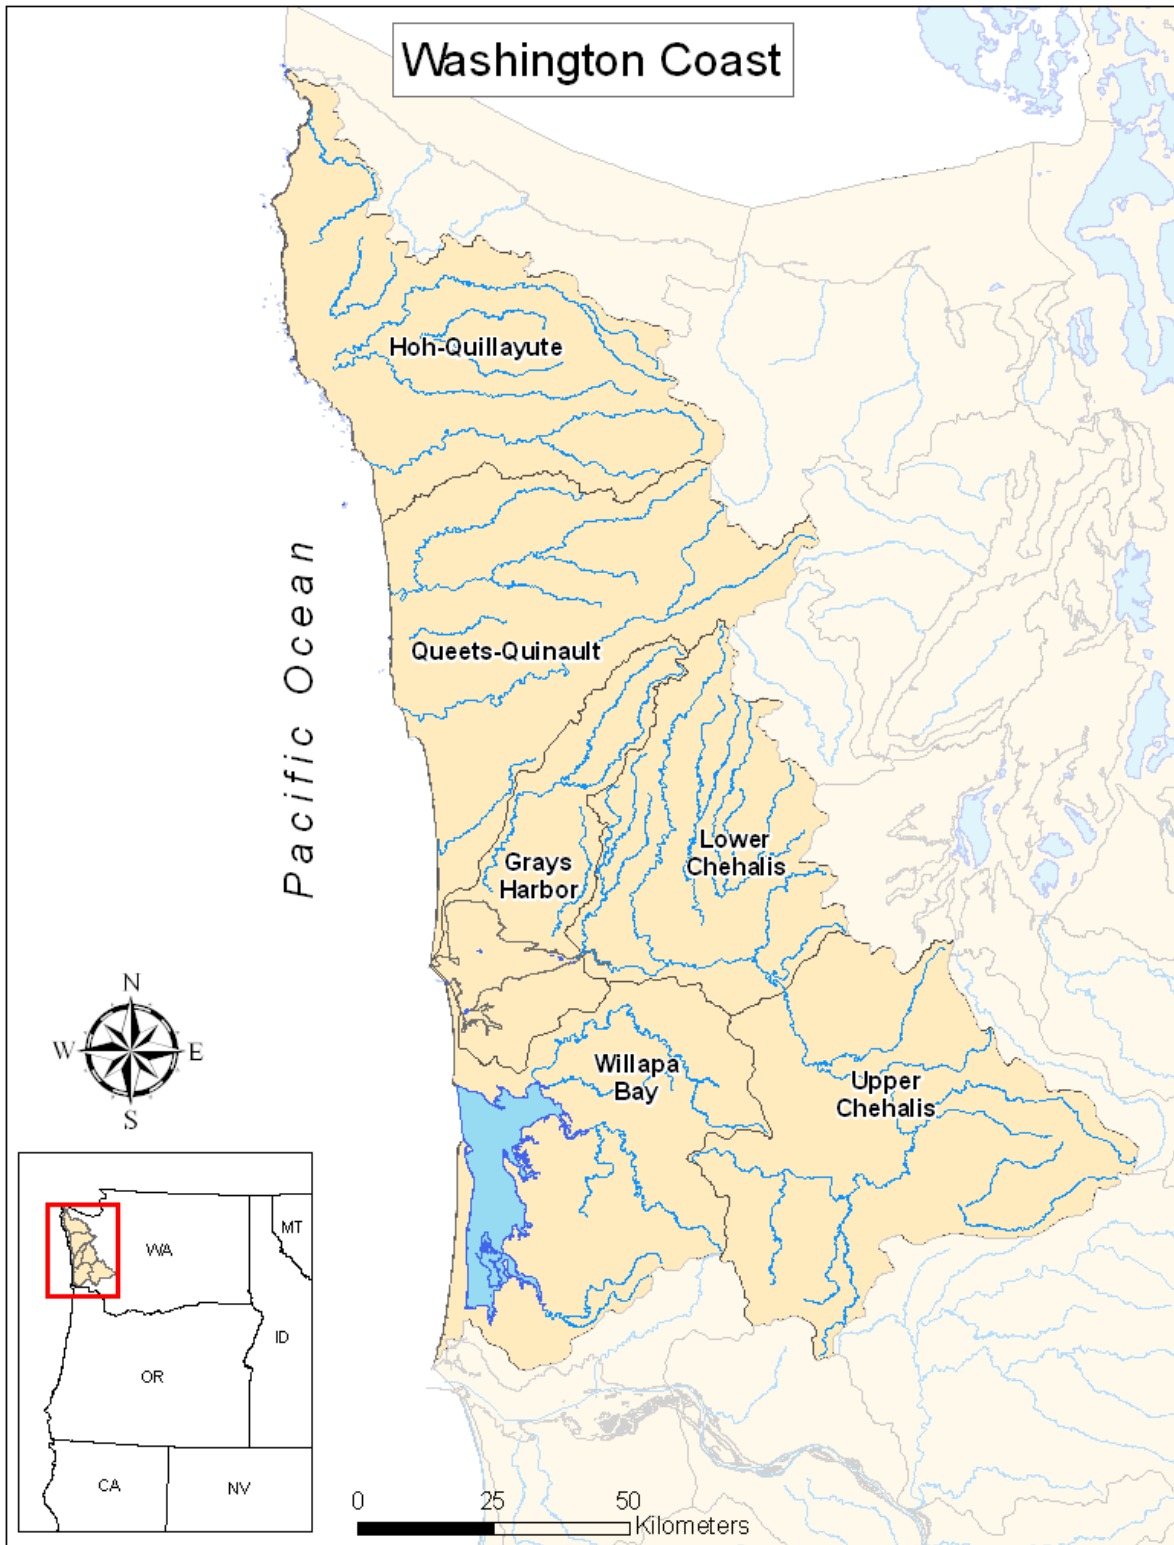 Washington Coast
Hoh-Quillayute
Pacific Ocean
Queets-Quinault
Grays
Harbor
Lower
Chehalis
N
W
E
S
Willapa
Bay
Upper
Chehalis
WA
MT
ID
OR
CA
NV
0 25 50
Kilometers